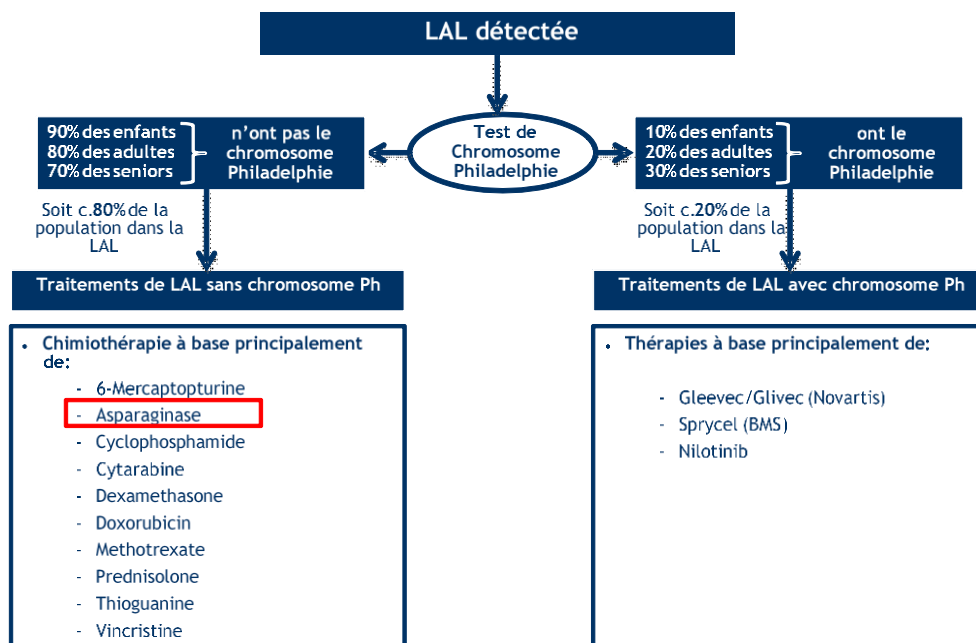 LAL détectée
90% des enfants
80% des adultes
70% des seniors
n’ont pas le
chromosome
Philadelphie
Test de
Chromosome
Philadelphie
10% des enfants
20% des adultes
30% des seniors
ont le
chromosome
Philadelphie
Soit c.80% de la
population dans la
LAL
Soit c.20% de la
population dans la
LAL
Traitements de LAL sans chromosome Ph
Traitements de LAL avec chromosome Ph
• Chimiothérapie à base principalement
de:
- 6-Mercaptopturine
- Asparaginase
- Cyclophosphamide
- Cytarabine
- Dexamethasone
- Doxorubicin
- Methotrexate
- Prednisolone
- Thioguanine
- Vincristine
• Thérapies à base principalement de:
- Gleevec/Glivec (Novartis)
- Sprycel (BMS)
- Nilotinib